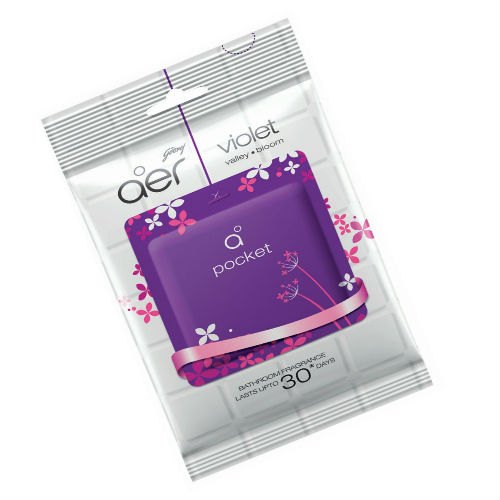 Godrej
aer
violet
valley • bloom
a
pocket
BATHROOM FRAGRANCE
LASTS UPTO 30* DAYS